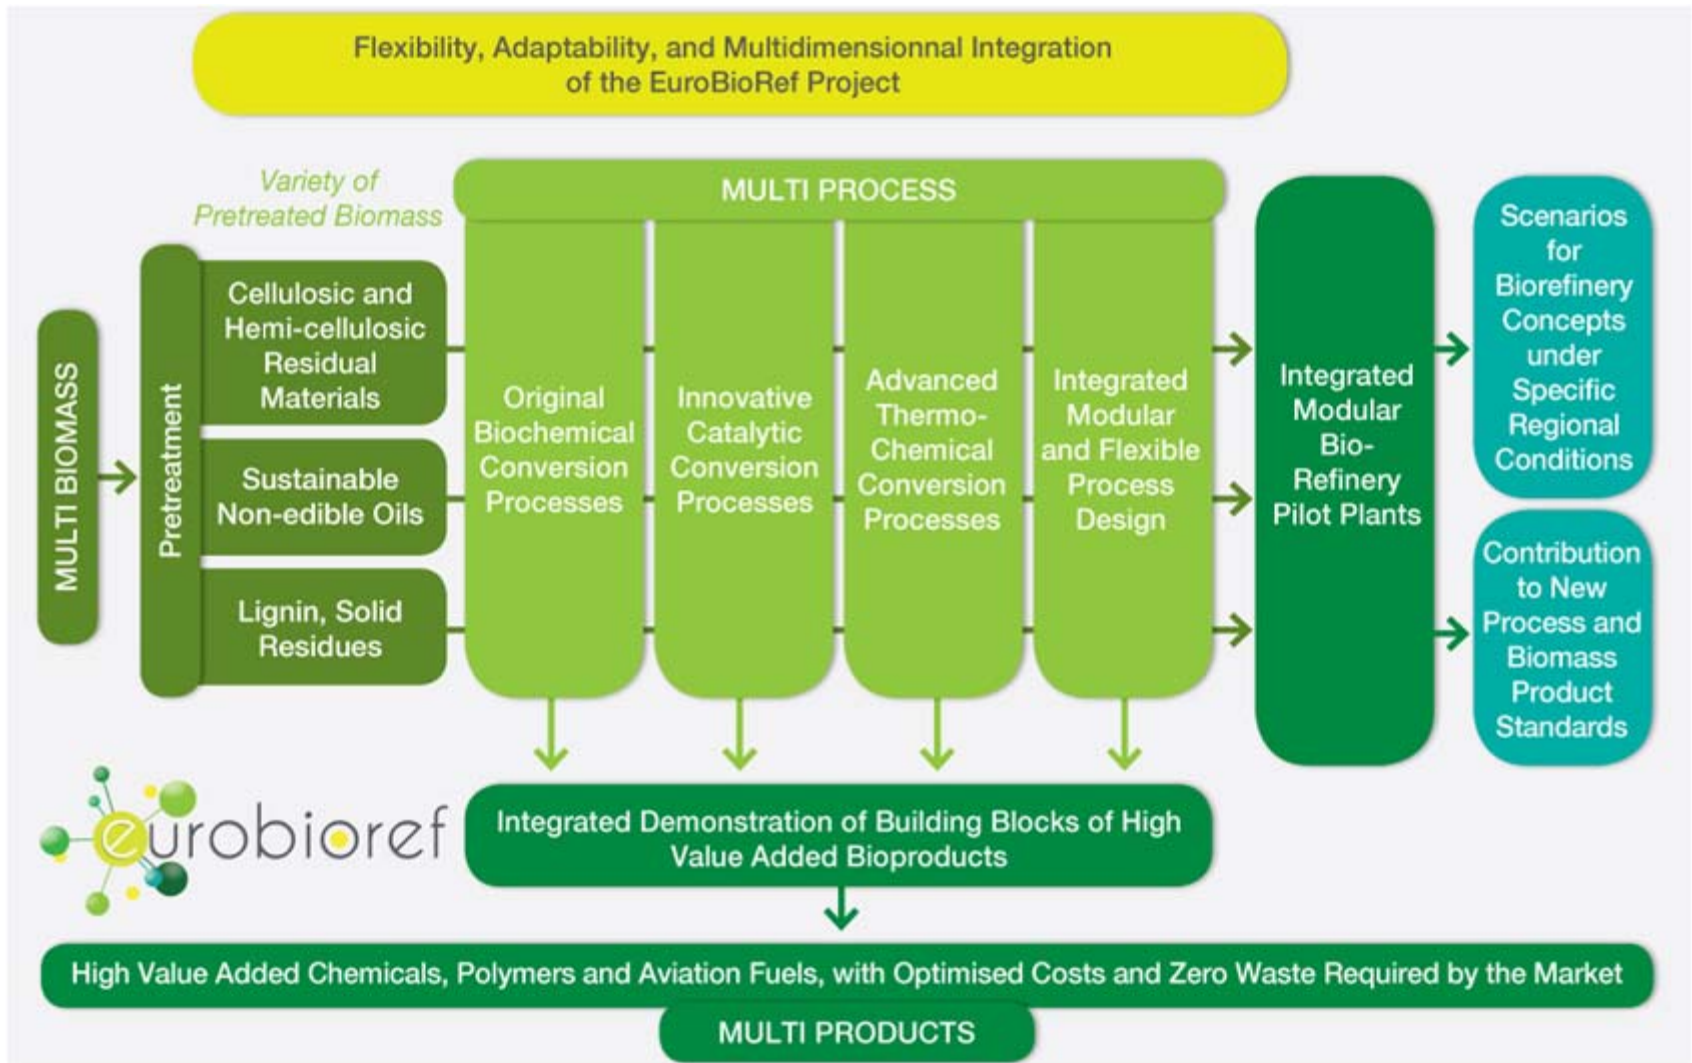 Flexibility, Adaptability, and Multidimensionnal Integration
of the EuroBioRef Project
Variety of
Pretreated Biomass
MULTI PROCESS
MULTI BIOMASS
Pretreatment
Cellulosic and
Hemi-cellulosic
Residual
Materials
Sustainable
Non-edible Oils
Lignin, Solid
Residues
Original
Biochemical
Conversion
Processes
Innovative
Catalytic
Conversion
Processes
Advanced
Thermo-
Chemical
Conversion
Processes
Integrated
Modular
and Flexible
Process
Design
Integrated
Modular
Bio-
Refinery
Pilot Plants
Scenarios
for
Biorefinery
Concepts
under
Specific
Regional
Conditions
Contribution
to New
Process and
Biomass
Product
Standards
eurobioref
Integrated Demonstration of Building Blocks of High
Value Added Bioproducts
High Value Added Chemicals, Polymers and Aviation Fuels, with Optimised Costs and Zero Waste Required by the Market
MULTI PRODUCTS